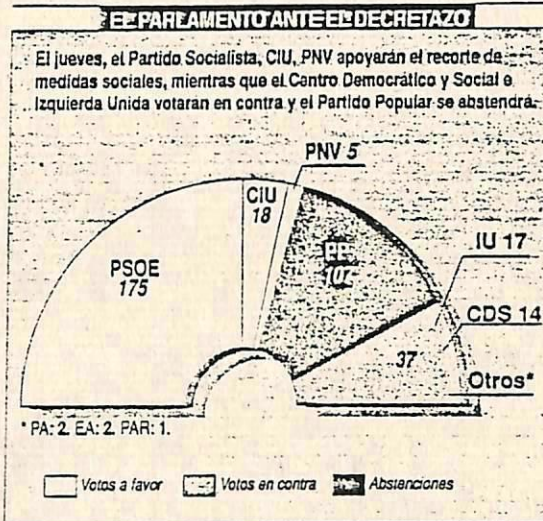 EL PARLAMENTO ANTE EL DECRETAZO
El jueves, el Partido Socialista, CIU, PNV apoyarán el recorte de
medidas sociales, mientras que el Centro Democrático y Social e
Izquierda Unida votarán en contra y el Partido Popular se abstendrá.
PNV 5
CiU
18
PP
107
IU 17
PSOE
175
CDS 14
37
Otros*
* PA: 2. EA: 2. PAR: 1.
Votos a favor
Votos en contra
Abstenciones